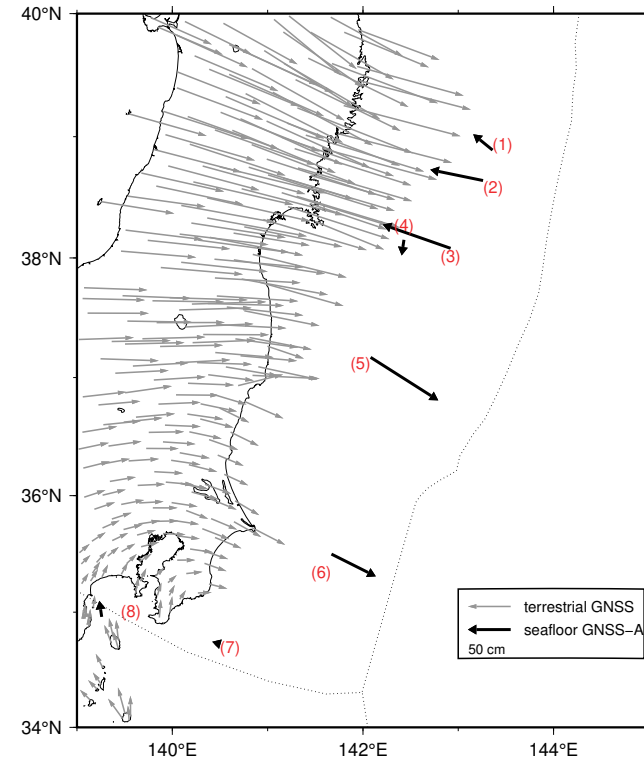 40°N
(1)
(2)
(4)
38°N
(3)
(5)
36°N
(6)
terrestrial GNSS
(8)
seafloor GNSS−A
(7)
50 cm
34°N
140°E
142°E
144°E